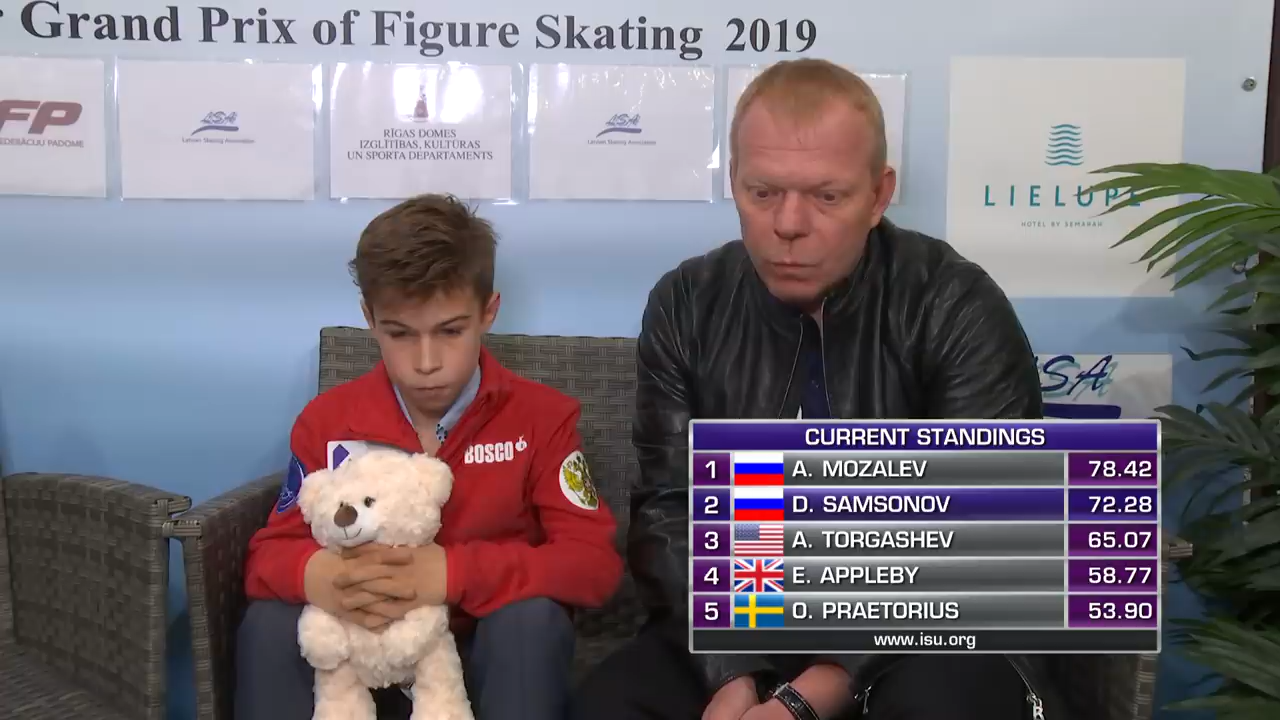 Grand Prix of Figure Skating 2019
FP
FEDERĀCIJU PADOME
LSA
Latvian Skating Association
RĪGAS DOMES
IZGLĪTĪBAS, KULTŪRAS
UN SPORTA DEPARTAMENTS
LSA
Latvian Skating Association
LIELUPE
HOTEL BY SEMARAH
LSA
BOSCO
CURRENT STANDINGS
1 A. MOZALEV 78.42
2 D. SAMSONOV 72.28
3 A. TORGASHEV 65.07
4 E. APPLEBY 58.77
5 O. PRAETORIUS 53.90
www.isu.org